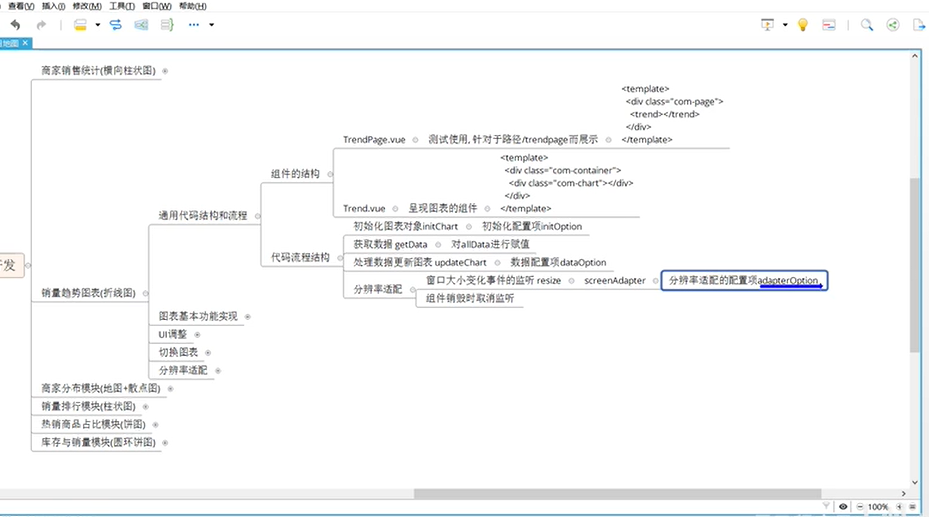 查看(V) 插入(I) 修改(M) 工具(T) 窗口(W) 帮助(H)
地图
商家销售统计(横向柱状图)
<template>
<div class="com-page">
<trend></trend>
</div>
</template>
TrendPage.vue
测试使用, 针对于路径/trendpage而展示
<template>
<div class="com-container">
<div class="com-chart"></div>
</div>
</template>
组件的结构
Trend.vue
呈现图表的组件
通用代码结构和流程
初始化图表对象initChart
初始化配置项initOption
获取数据 getData
对allData进行赋值
代码流程结构
处理数据更新图表 updateChart
数据配置项dataOption
开发
窗口大小变化事件的监听 resize
screenAdapter
分辨率适配的配置项adapterOption
分辨率适配
组件销毁时取消监听
销量趋势图表(折线图)
图表基本功能实现
UI调整
切换图表
分辨率适配
商家分布模块(地图+散点图)
销量排行模块(柱状图)
热销商品占比模块(饼图)
库存与销量模块(圆环饼图)
100%